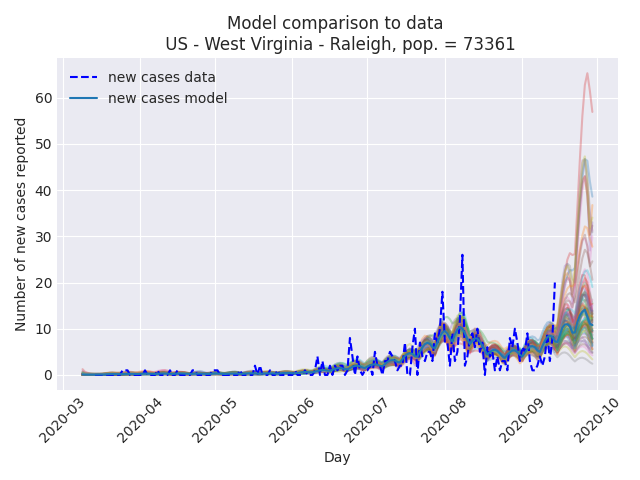 Model comparison to data
US - West Virginia - Raleigh, pop. = 73361
new cases data
new cases model
Number of new cases reported
60
50
40
30
20
10
0
2020-03
2020-04
2020-05
2020-06
2020-07
2020-08
2020-09
2020-10
Day